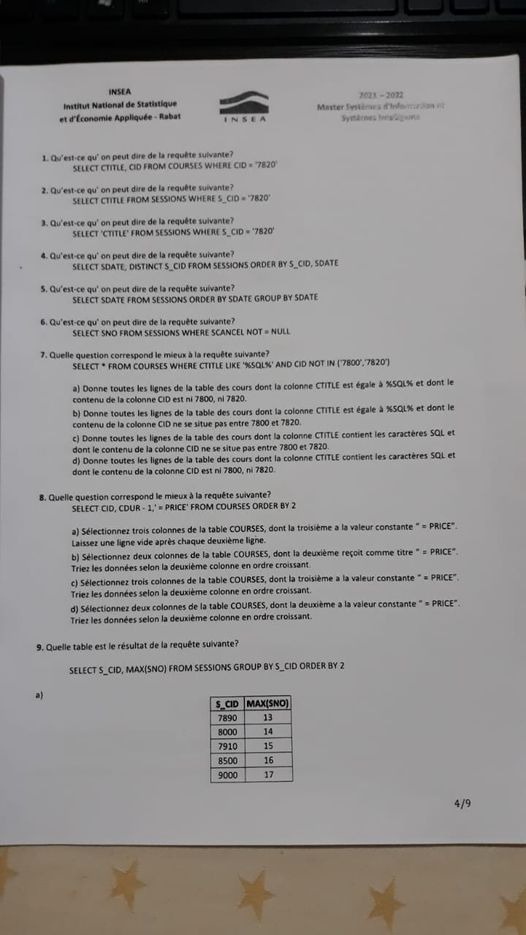 INSEA
Institut National de Statistique
et d'Économie Appliquée - Rabat
INSEA
2021 – 2022
Master Systèmes d'Information et
Systèmes Intelligents
1. Qu'est-ce qu' on peut dire de la requête suivante?
SELECT CTITLE, CID FROM COURSES WHERE CID = '7820'
2. Qu'est-ce qu' on peut dire de la requête suivante?
SELECT CTITLE FROM SESSIONS WHERE S_CID = '7820'
3. Qu'est-ce qu' on peut dire de la requête suivante?
SELECT 'CTITLE' FROM SESSIONS WHERE S_CID = '7820'
4. Qu'est-ce qu' on peut dire de la requête suivante?
SELECT SDATE, DISTINCT S_CID FROM SESSIONS ORDER BY S_CID, SDATE
5. Qu'est-ce qu' on peut dire de la requête suivante?
SELECT SDATE FROM SESSIONS ORDER BY SDATE GROUP BY SDATE
6. Qu'est-ce qu' on peut dire de la requête suivante?
SELECT SNO FROM SESSIONS WHERE SCANCEL NOT = NULL
7. Quelle question correspond le mieux à la requête suivante?
SELECT * FROM COURSES WHERE CTITLE LIKE '%SQL%' AND CID NOT IN ('7800','7820')
a) Donne toutes les lignes de la table des cours dont la colonne CTITLE est égale à %SQL% et dont le
contenu de la colonne CID est ni 7800, ni 7820.
b) Donne toutes les lignes de la table des cours dont la colonne CTITLE est égale à %SQL% et dont le
contenu de la colonne CID ne se situe pas entre 7800 et 7820.
c) Donne toutes les lignes de la table des cours dont la colonne CTITLE contient les caractères SQL et
dont le contenu de la colonne CID ne se situe pas entre 7800 et 7820.
d) Donne toutes les lignes de la table des cours dont la colonne CTITLE contient les caractères SQL et
dont le contenu de la colonne CID est ni 7800, ni 7820.
8. Quelle question correspond le mieux à la requête suivante?
SELECT CID, CDUR - 1,' = PRICE' FROM COURSES ORDER BY 2
a) Sélectionnez trois colonnes de la table COURSES, dont la troisième a la valeur constante " = PRICE".
Laissez une ligne vide après chaque deuxième ligne.
b) Sélectionnez deux colonnes de la table COURSES, dont la deuxième reçoit comme titre " = PRICE".
Triez les données selon la deuxième colonne en ordre croissant.
c) Sélectionnez trois colonnes de la table COURSES, dont la troisième a la valeur constante " = PRICE".
Triez les données selon la deuxième colonne en ordre croissant.
d) Sélectionnez deux colonnes de la table COURSES, dont la deuxième a la valeur constante " = PRICE".
Triez les données selon la deuxième colonne en ordre croissant.
9. Quelle table est le résultat de la requête suivante?
SELECT S_CID, MAX(SNO) FROM SESSIONS GROUP BY S_CID ORDER BY 2
a)
S_CID MAX(SNO)
7890 13
8000 14
7910 15
8500 16
9000 17
4/9